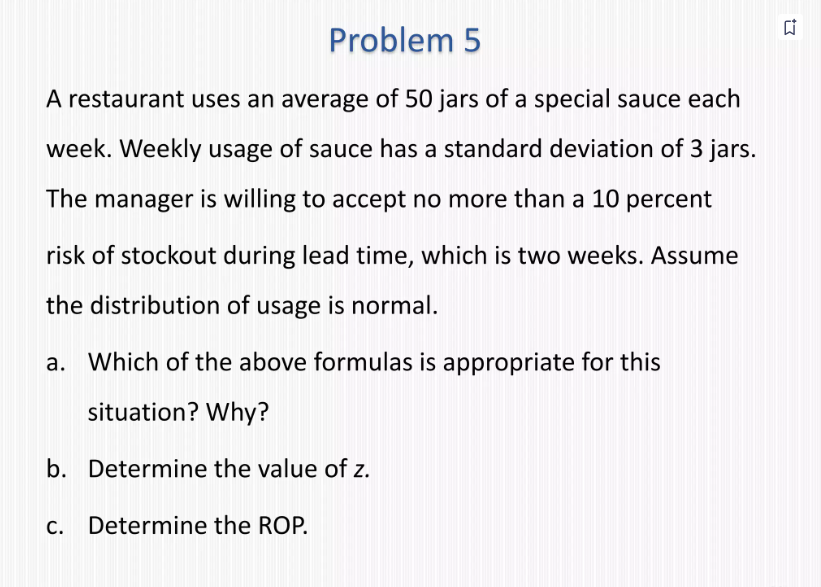 Problem 5
A restaurant uses an average of 50 jars of a special sauce each
week. Weekly usage of sauce has a standard deviation of 3 jars.
The manager is willing to accept no more than a 10 percent
risk of stockout during lead time, which is two weeks. Assume
the distribution of usage is normal.
a. Which of the above formulas is appropriate for this
situation? Why?
b. Determine the value of z.
c. Determine the ROP.